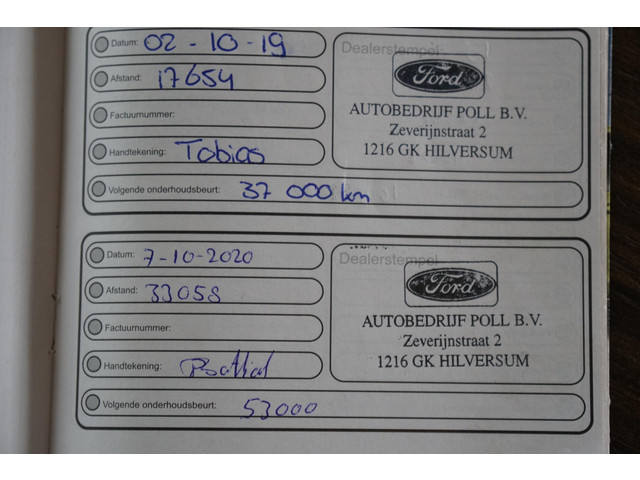 Datum: 02-10-19
Afstand: 17654
Factuurnummer:
Handtekening: Tobias
Volgende onderhoudsbeurt: 37 000 km
Dealerstempel
Ford
AUTOBEDRIJF POLL B.V.
Zeverijnstraat 2
1216 GK HILVERSUM
Datum: 7-10-2020
Afstand: 33058
Factuurnummer:
Handtekening:
Volgende onderhoudsbeurt: 53000
Dealerstempel
Ford
AUTOBEDRIJF POLL B.V.
Zeverijnstraat 2
1216 GK HILVERSUM